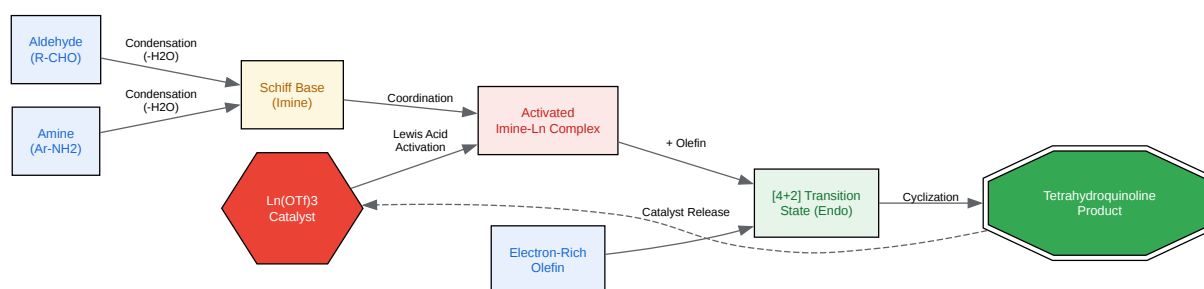 Aldehyde
(R-CHO)
Condensation
(-H2O)
Amine
(Ar-NH2)
Condensation
(-H2O)
Schiff Base
(Imine)
Coordination
Ln(OTf)3
Catalyst
Lewis Acid
Activation
Activated
Imine-Ln Complex
+ Olefin
Electron-Rich
Olefin
Catalyst Release
[4+2] Transition
State (Endo)
Cyclization
Tetrahydroquinoline
Product